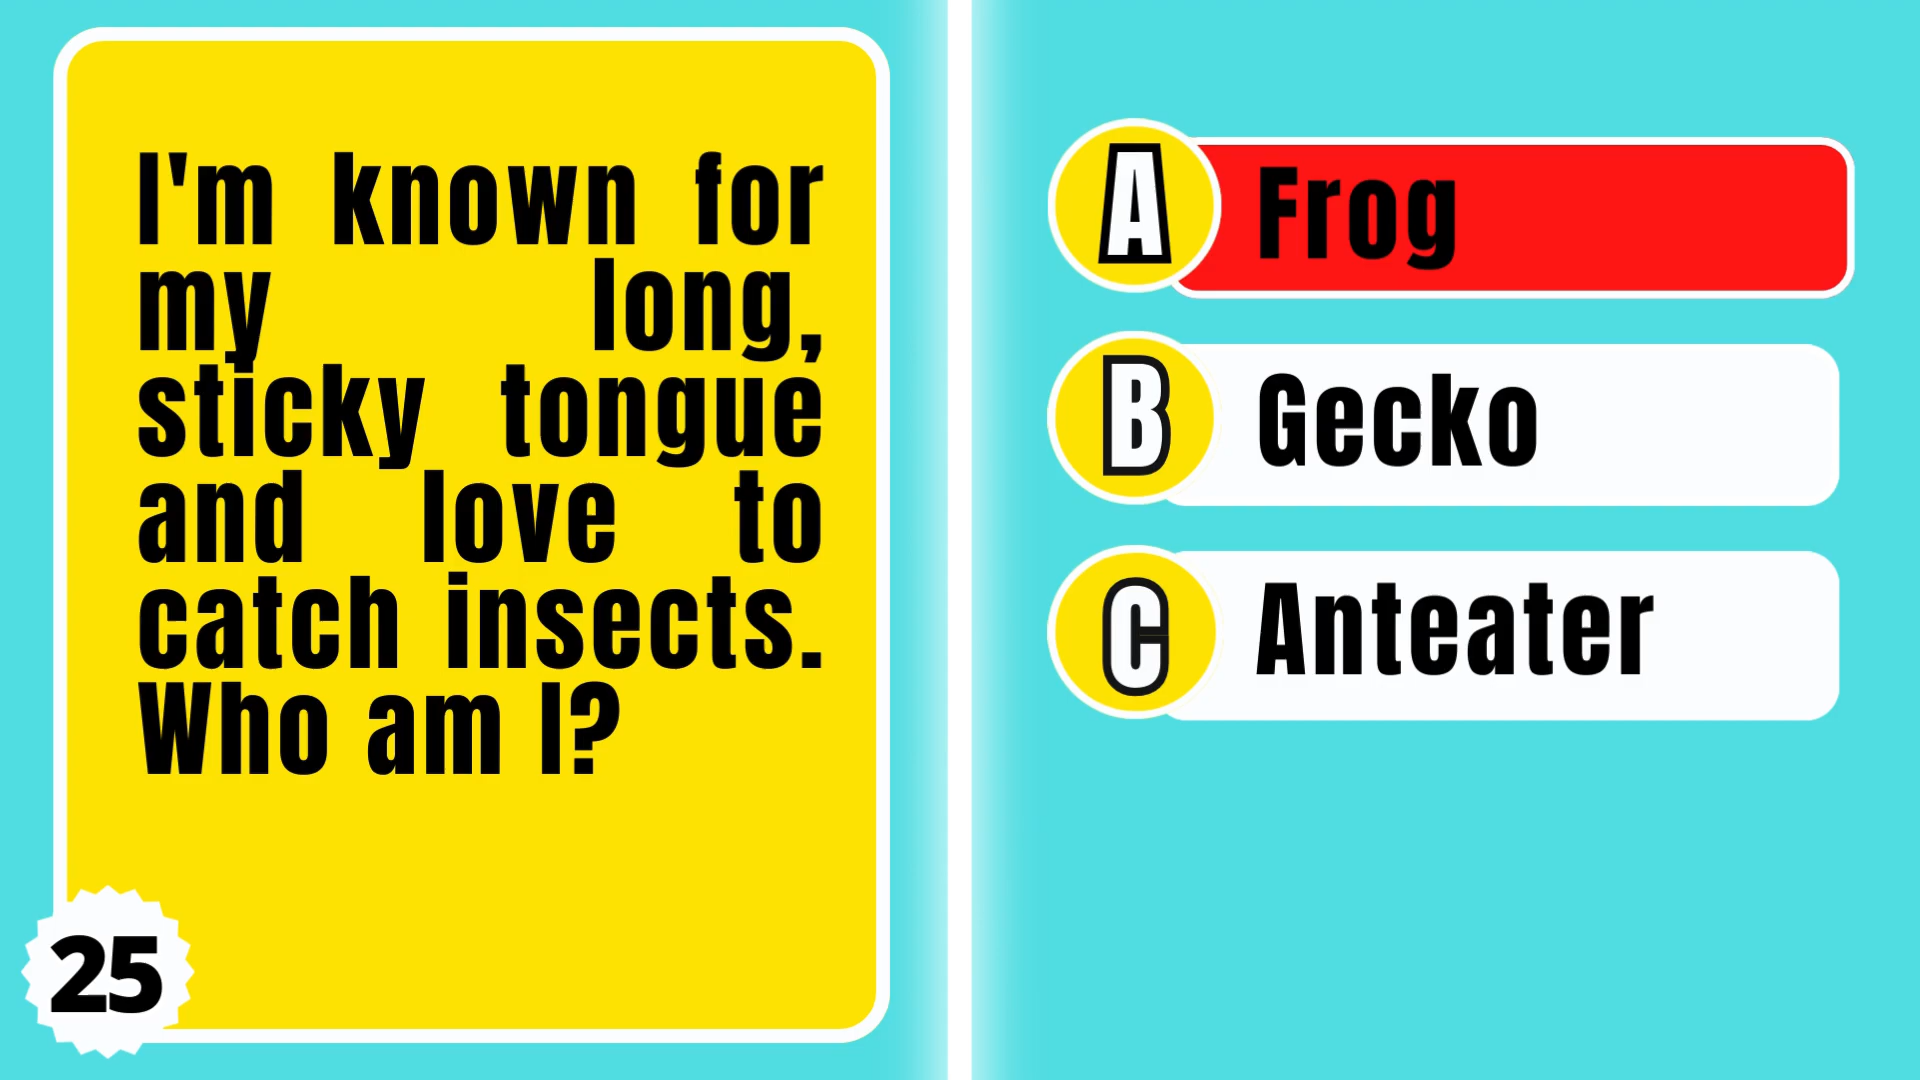 I'm known for
my long,
sticky tongue
and love to
catch insects.
Who am I?
25
A Frog
B Gecko
C Anteater